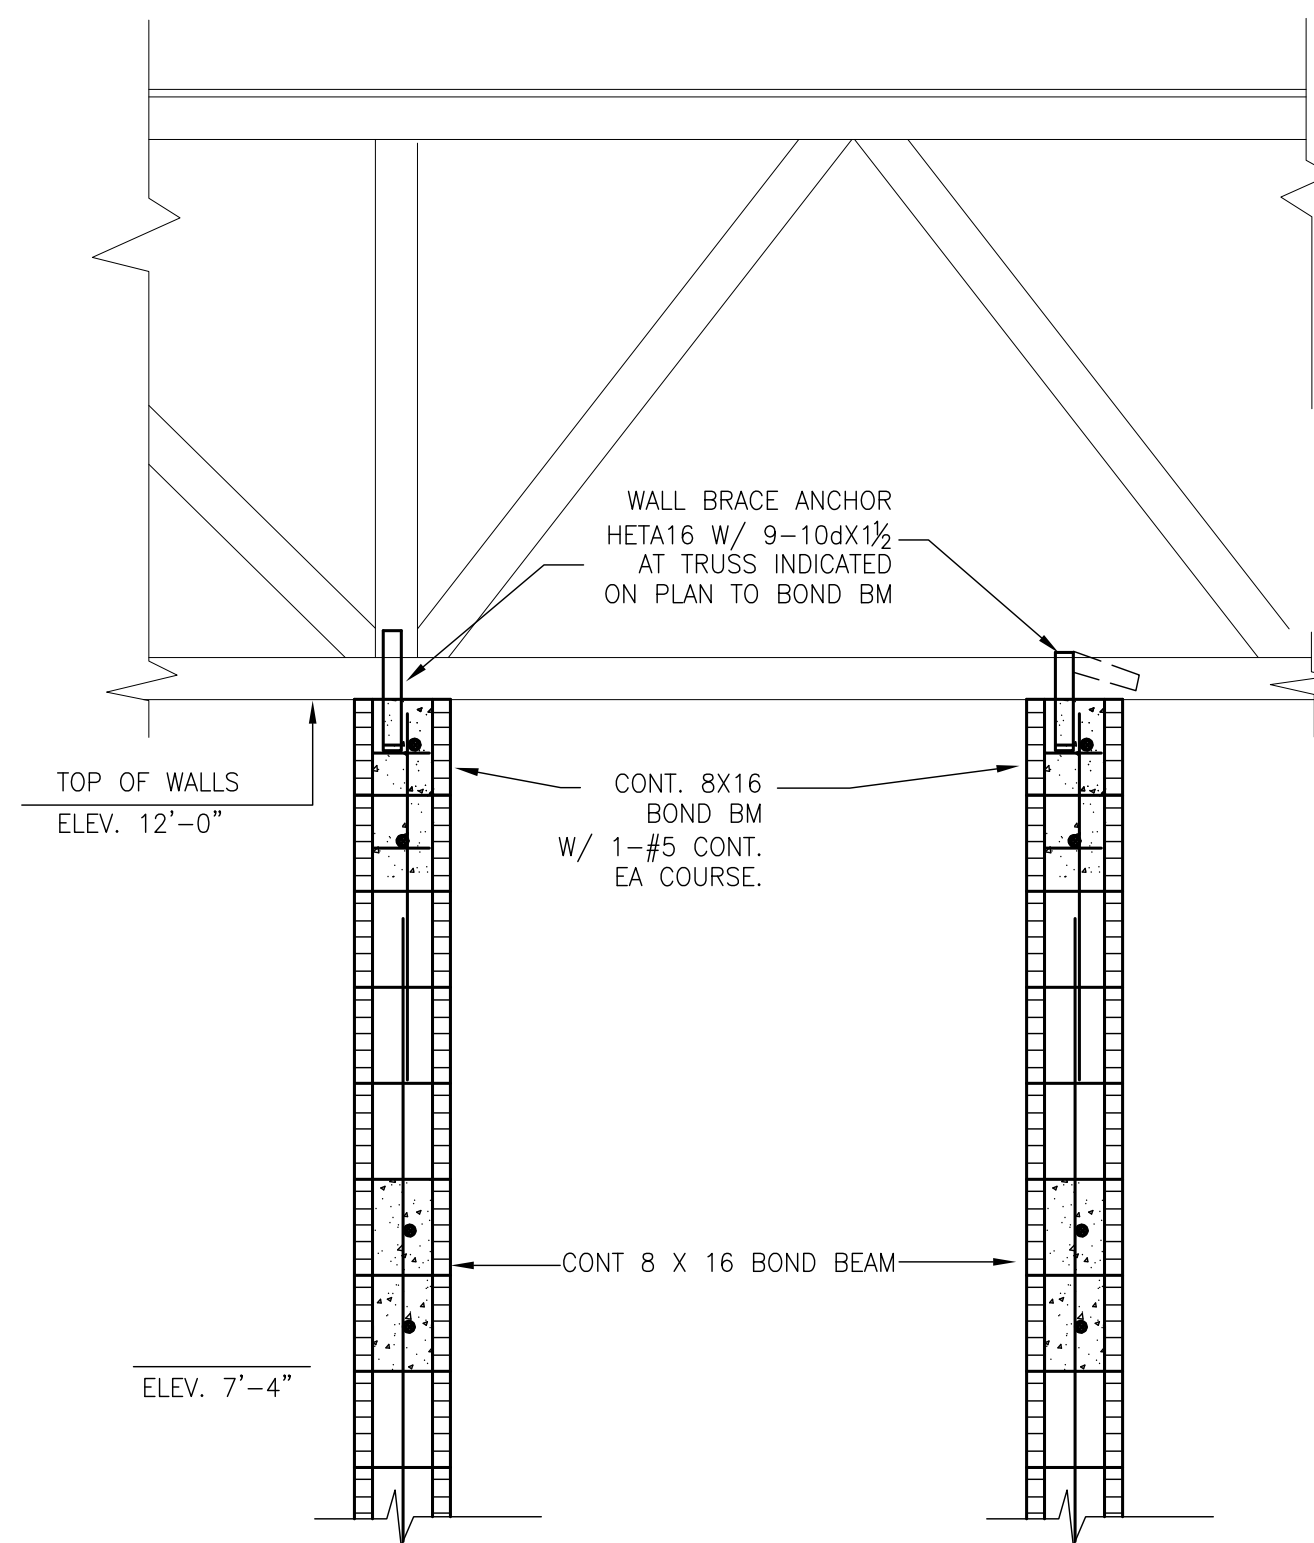 WALL BRACE ANCHOR
HETA16 W/ 9-10dX1½
AT TRUSS INDICATED
ON PLAN TO BOND BM
TOP OF WALLS
ELEV. 12'-0"
CONT. 8X16
BOND BM
W/ 1-#5 CONT.
EA COURSE.
CONT 8 X 16 BOND BEAM
ELEV. 7'-4"